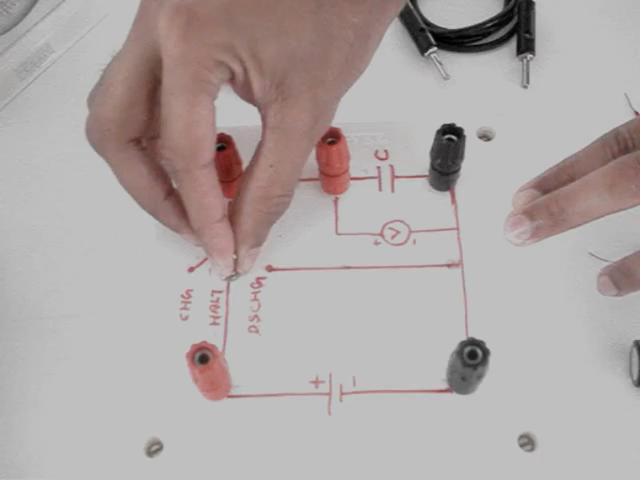 C
+ V -
CHG
HALT
DSCHG
+ -